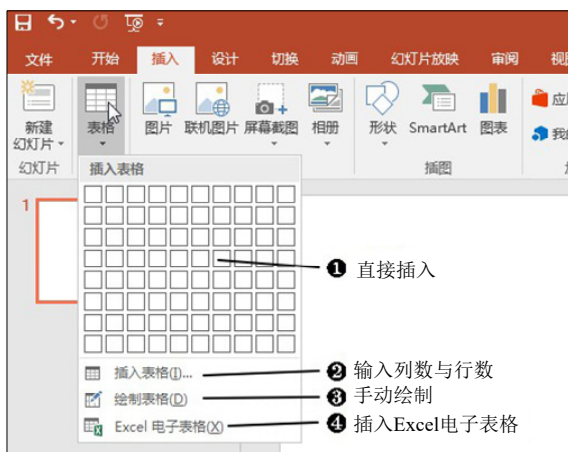 文件 开始 插入 设计 切换 动画 幻灯片放映 审阅 视图
新建
幻灯片
表格 图片 联机图片 屏幕截图 相册 形状 SmartArt 图表
应
我的
幻灯片
插图
插入表格
1
❶ 直接插入
插入表格(I)...
❷ 输入列数与行数
绘制表格(D)
❸ 手动绘制
Excel 电子表格(X)
❹ 插入Excel电子表格